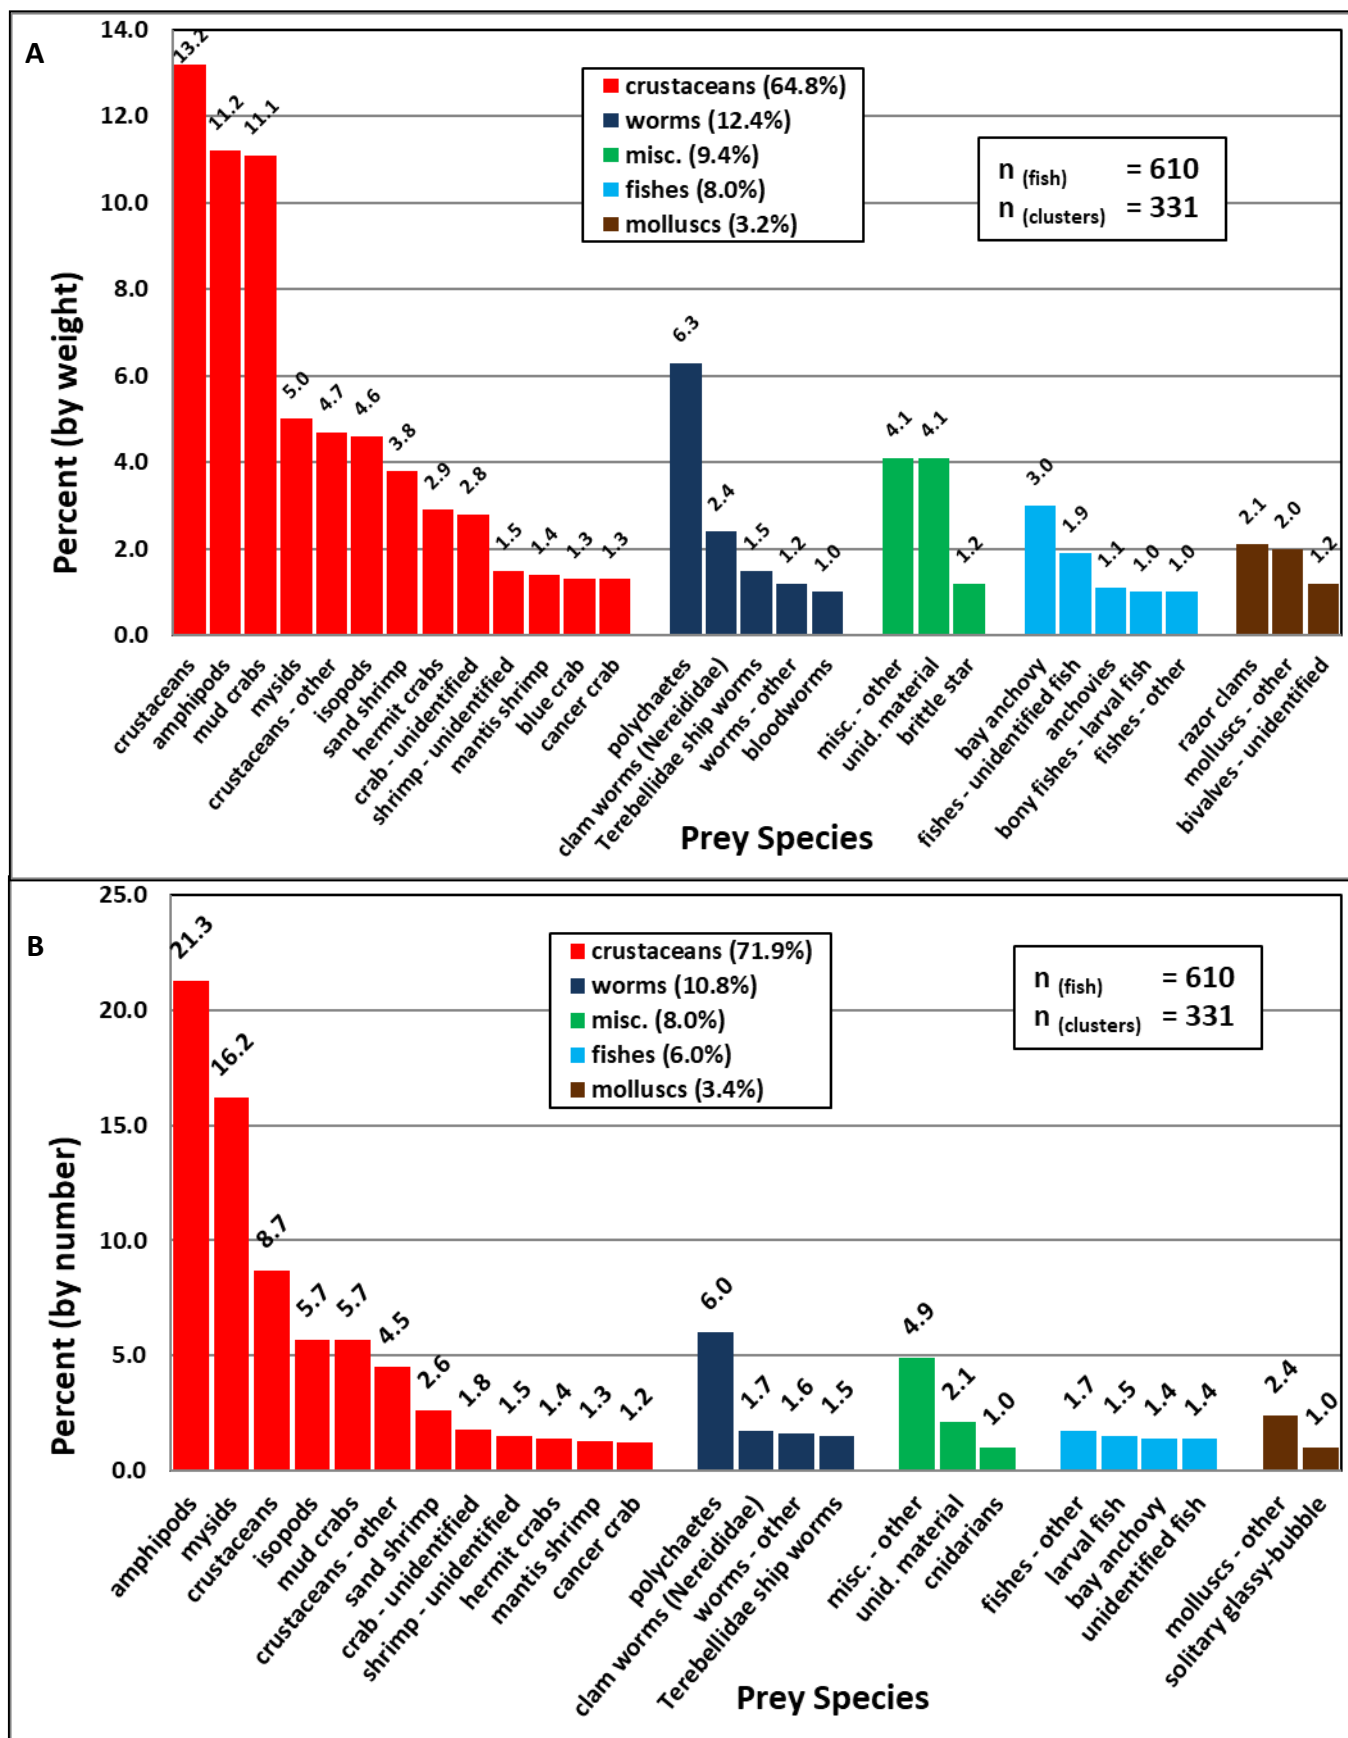 A
Percent (by weight)
14.0
12.0
10.0
8.0
6.0
4.0
2.0
0.0
13.2
11.2
11.1
5.0
4.7
4.6
3.8
2.9
2.8
1.5
1.4
1.3
1.3
6.3
2.4
1.5
1.2
1.0
4.1
4.1
1.2
3.0
1.9
1.1
1.0
1.0
2.1
2.0
1.2
crustaceans (64.8%)
worms (12.4%)
misc. (9.4%)
fishes (8.0%)
molluscs (3.2%)
n (fish) = 610
n (clusters) = 331
crustaceans
amphipods
mud crabs
mysids
crustaceans - other
isopods
sand shrimp
hermit crabs
crab - unidentified
shrimp - unidentified
mantis shrimp
blue crab
cancer crab
polychaetes
clam worms (Nereididae)
Terebellidae ship worms
worms - other
bloodworms
misc. - other
unid. material
brittle star
bay anchovy
fishes - unidentified fish
anchovies
bony fishes - larval fish
fishes - other
razor clams
molluscs - other
bivalves - unidentified
Prey Species
B
Percent (by number)
25.0
20.0
15.0
10.0
5.0
0.0
21.3
16.2
8.7
5.7
5.7
4.5
2.6
1.8
1.5
1.4
1.3
1.2
6.0
1.7
1.6
1.5
4.9
2.1
1.0
1.7
1.5
1.4
1.4
2.4
1.0
crustaceans (71.9%)
worms (10.8%)
misc. (8.0%)
fishes (6.0%)
molluscs (3.4%)
n (fish) = 610
n (clusters) = 331
amphipods
mysids
crustaceans
isopods
mud crabs
crustaceans - other
sand shrimp
crab - unidentified
shrimp - unidentified
hermit crabs
mantis shrimp
cancer crab
polychaetes
clam worms (Nereididae)
worms - other
Terebellidae ship worms
misc. - other
unid. material
cnidarians
fishes - other
larval fish
bay anchovy
unidentified fish
molluscs - other
solitary glassy-bubble
Prey Species